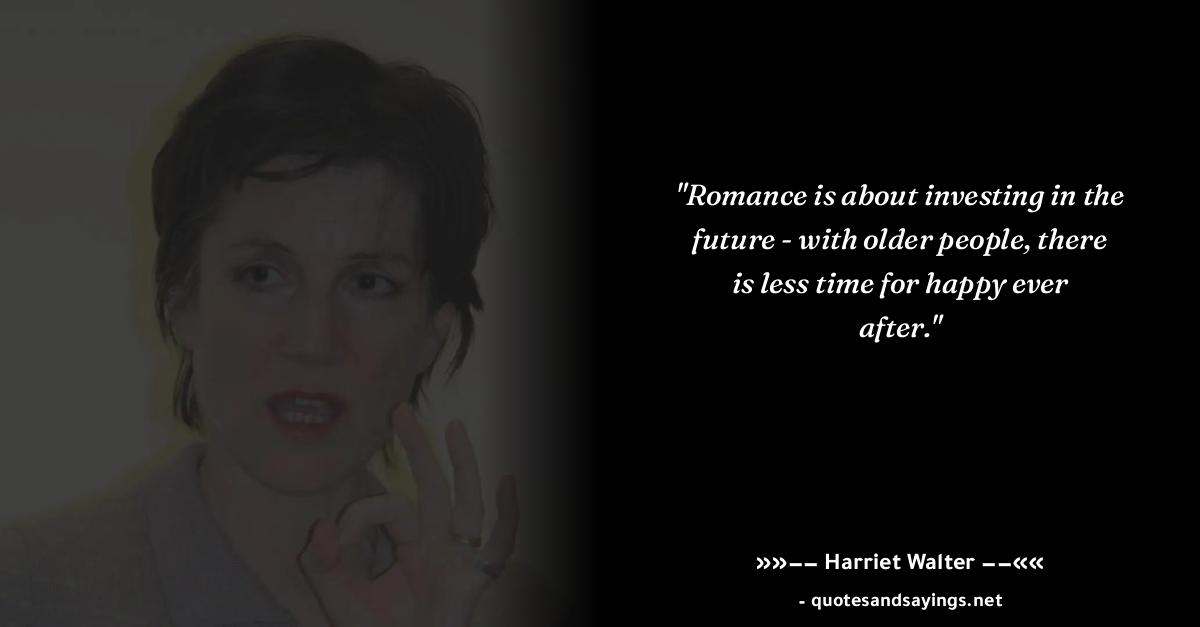 "Romance is about investing in the
future - with older people, there
is less time for happy ever
after."
»»–– Harriet Walter ––««
- quotesandsayings.net